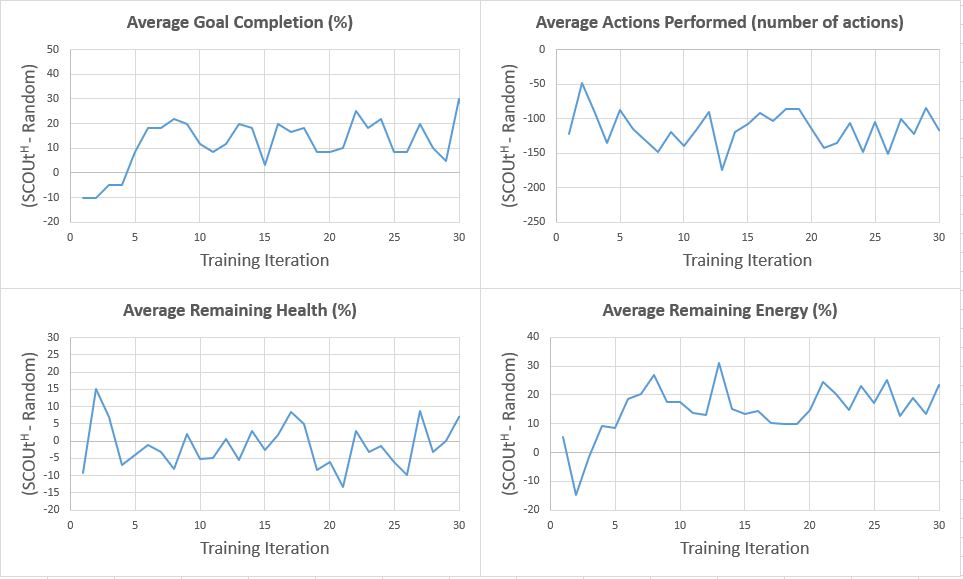 Average Goal Completion (%)
(SCOUtᴴ - Random)
50
40
30
20
10
0
-10
-20
0 5 10 15 20 25 30
Training Iteration
Average Actions Performed (number of actions)
(SCOUtᴴ - Random)
0
-50
-100
-150
-200
-250
0 5 10 15 20 25 30
Training Iteration
Average Remaining Health (%)
(SCOUtᴴ - Random)
30
25
20
15
10
5
0
-5
-10
-15
-20
0 5 10 15 20 25 30
Training Iteration
Average Remaining Energy (%)
(SCOUtᴴ - Random)
40
30
20
10
0
-10
-20
0 5 10 15 20 25 30
Training Iteration